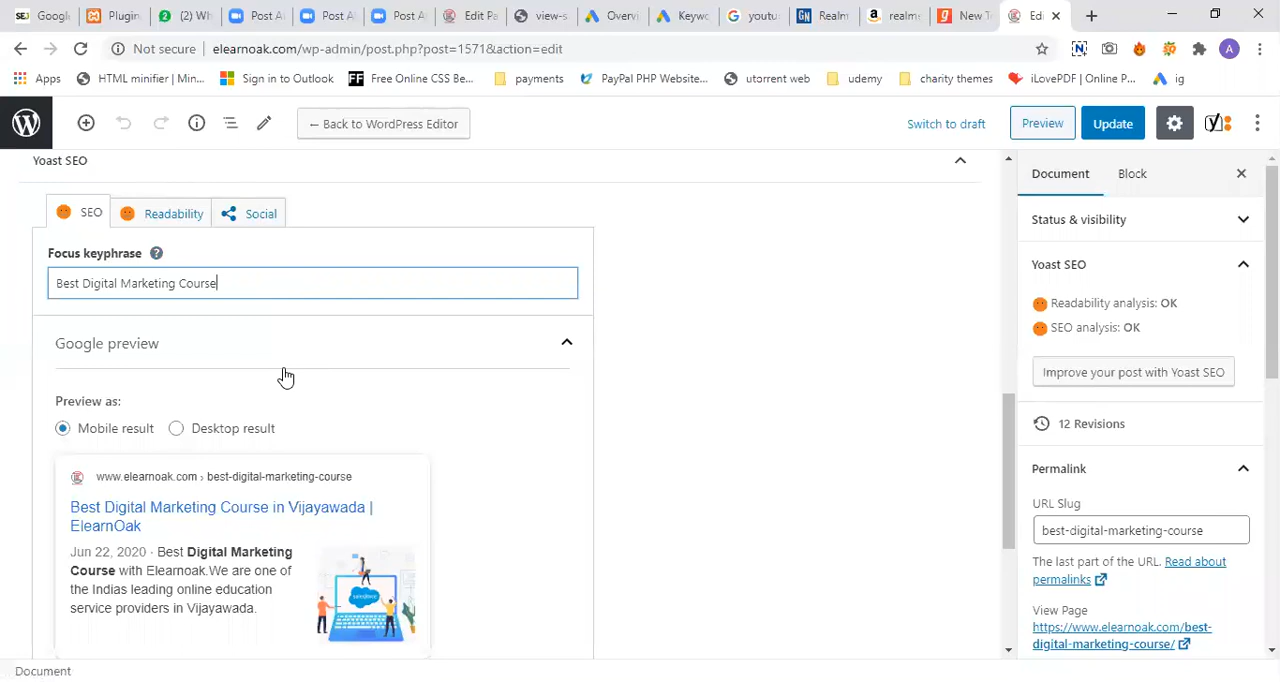 Googl
Plugin
(2) Wh
Post At
Post At
Post At
Edit Pa
view-s
Overvi
Keywo
youtu
Realm
realme
New T
Edi
Not secure
elearnoak.com/wp-admin/post.php?post=1571&action=edit
A
Apps
HTML minifier | Min...
Sign in to Outlook
Free Online CSS Be...
payments
PayPal PHP Website...
utorrent web
udemy
charity themes
iLovePDF | Online P...
ig
← Back to WordPress Editor
Switch to draft
Preview
Update
Yoast SEO
SEO
Readability
Social
Focus keyphrase
Best Digital Marketing Course
Google preview
Preview as:
Mobile result
Desktop result
www.elearnoak.com › best-digital-marketing-course
Best Digital Marketing Course in Vijayawada |
ElearnOak
Jun 22, 2020 · Best Digital Marketing
Course with Elearnoak.We are one of
the Indias leading online education
service providers in Vijayawada.
salesforce
Document
Block
Status & visibility
Yoast SEO
Readability analysis: OK
SEO analysis: OK
Improve your post with Yoast SEO
12 Revisions
Permalink
URL Slug
best-digital-marketing-course
The last part of the URL. Read about
permalinks
View Page
https://www.elearnoak.com/best-
digital-marketing-course/
Document